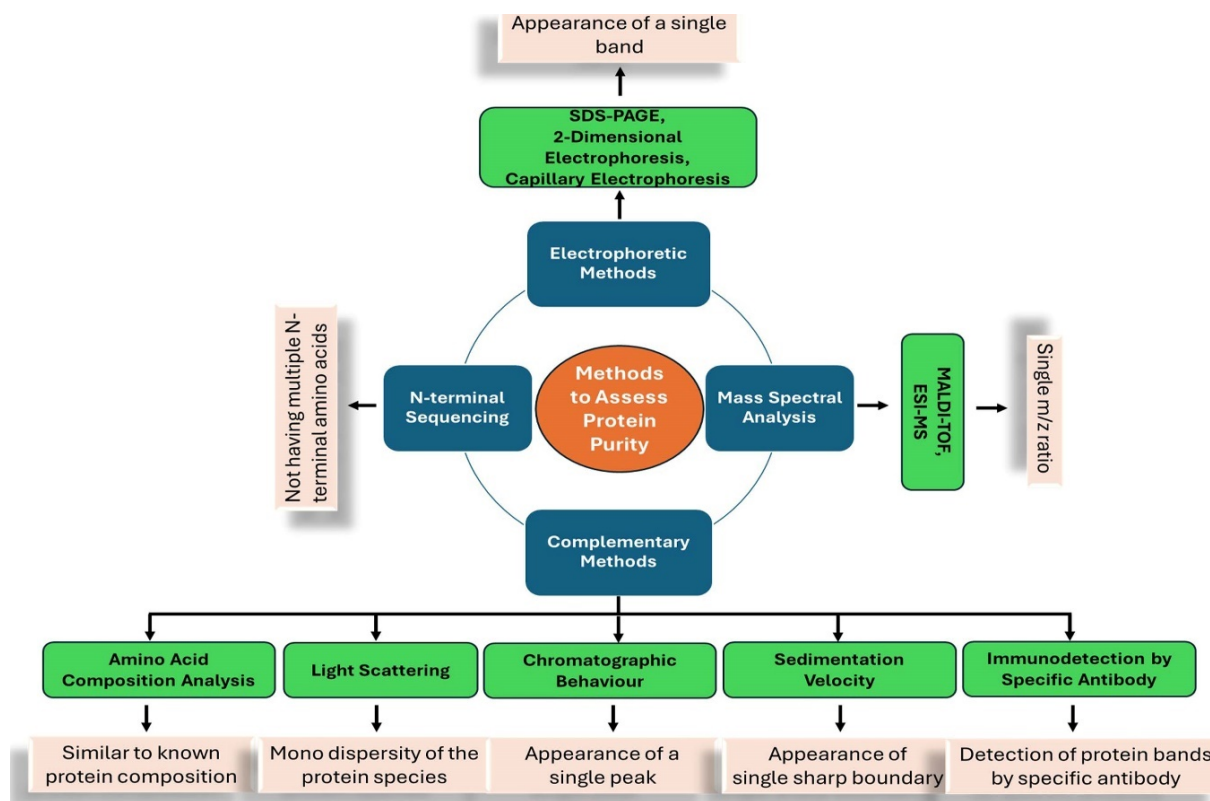 Appearance of a single
band
SDS-PAGE,
2-Dimensional
Electrophoresis,
Capillary Electrophoresis
Electrophoretic
Methods
Not having multiple N-
terminal amino acids
N-terminal
Sequencing
Methods
to Assess
Protein
Purity
Mass Spectral
Analysis
MALDI-TOF,
ESI-MS
Single m/z ratio
Complementary
Methods
Amino Acid
Composition Analysis
Light Scattering
Chromatographic
Behaviour
Sedimentation
Velocity
Immunodetection by
Specific Antibody
Similar to known
protein composition
Mono dispersity of the
protein species
Appearance of a
single peak
Appearance of
single sharp boundary
Detection of protein bands
by specific antibody